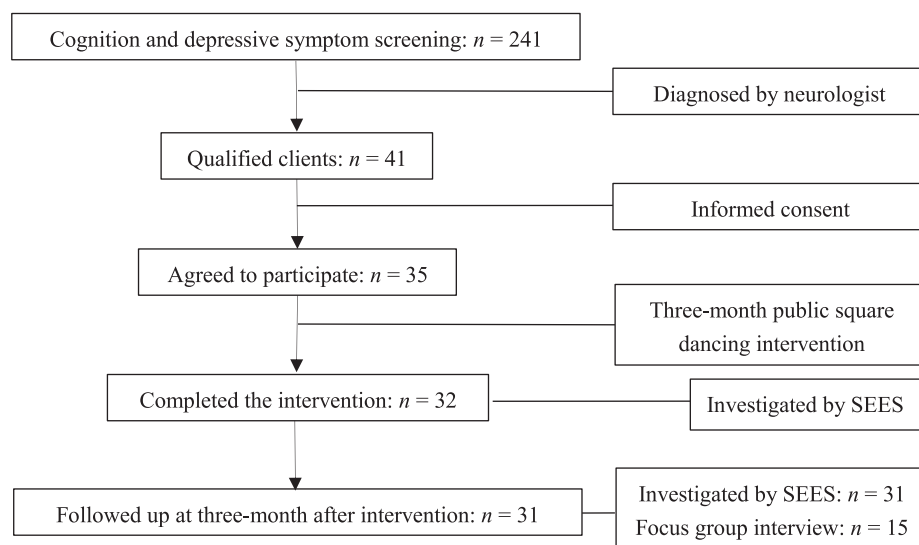 Cognition and depressive symptom screening: n = 241
Diagnosed by neurologist
Qualified clients: n = 41
Informed consent
Agreed to participate: n = 35
Three-month public square
dancing intervention
Completed the intervention: n = 32
Investigated by SEES
Followed up at three-month after intervention: n = 31
Investigated by SEES: n = 31
Focus group interview: n = 15